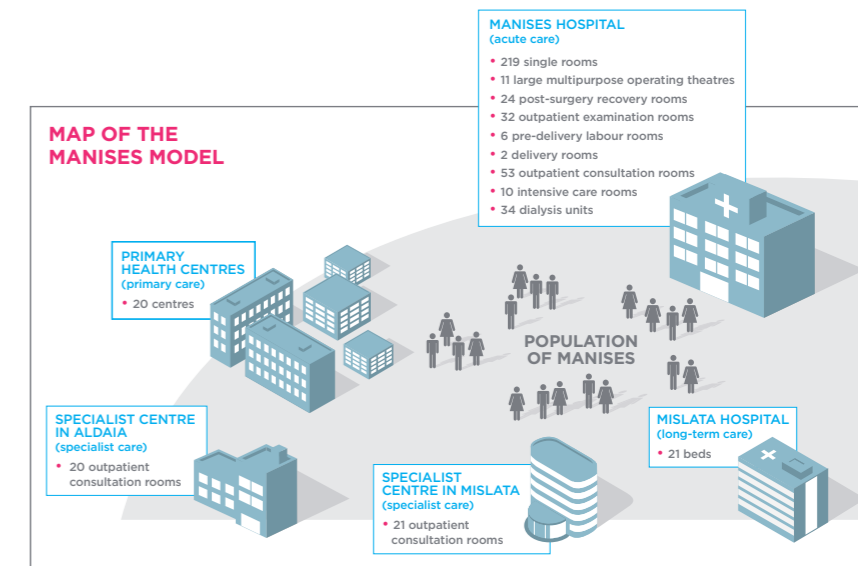 MAP OF THE
MANISES MODEL
MANISES HOSPITAL
(acute care)
• 219 single rooms
• 11 large multipurpose operating theatres
• 24 post-surgery recovery rooms
• 32 outpatient examination rooms
• 6 pre-delivery labour rooms
• 2 delivery rooms
• 53 outpatient consultation rooms
• 10 intensive care rooms
• 34 dialysis units
PRIMARY
HEALTH CENTRES
(primary care)
• 20 centres
POPULATION
OF MANISES
SPECIALIST CENTRE
IN ALDAIA
(specialist care)
• 20 outpatient
consultation rooms
SPECIALIST
CENTRE IN MISLATA
(specialist care)
• 21 outpatient
consultation rooms
MISLATA HOSPITAL
(long-term care)
• 21 beds